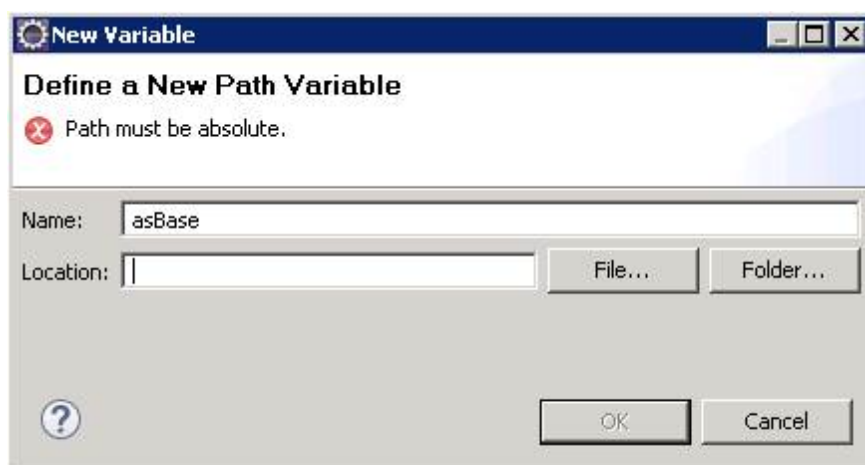 New Variable
Define a New Path Variable
Path must be absolute.
Name: asBase
Location: File... Folder...
OK Cancel